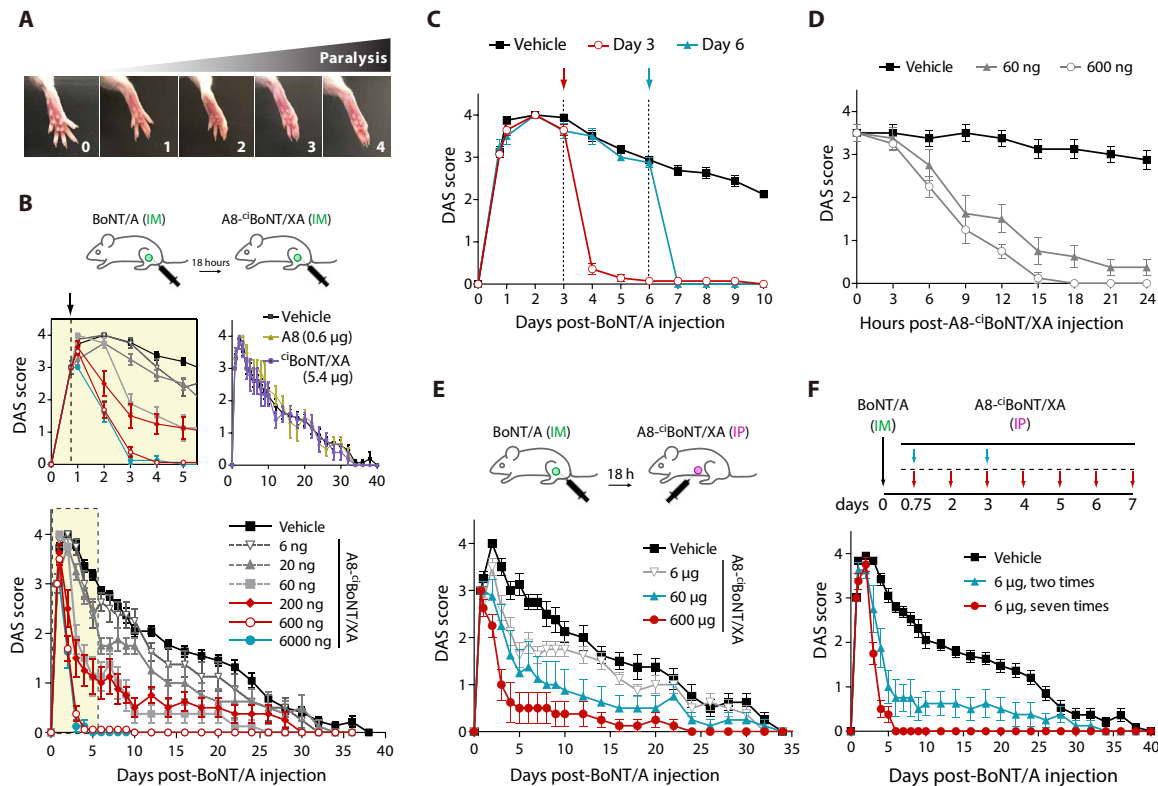 A
Paralysis
0 1 2 3 4
B
BoNT/A (IM) A8-ciBoNT/XA (IM)
18 hours
DAS score
4
3
2
1
0
0 1 2 3 4 5
Vehicle
A8 (0.6 µg)
ciBoNT/XA
(5.4 µg)
0 10 15 20 25 30 35 40
DAS score
4
3
2
1
0
Vehicle
6 ng
20 ng
60 ng
200 ng
600 ng
6000 ng
A8-ciBoNT/XA
0 5 10 15 20 25 30 35 40
Days post-BoNT/A injection
C
Vehicle Day 3 Day 6
DAS score
4
3
2
1
0
0 1 2 3 4 5 6 7 8 9 10
Days post-BoNT/A injection
D
Vehicle 60 ng 600 ng
DAS score
4
3
2
1
0
0 3 6 9 12 15 18 21 24
Hours post-A8-ciBoNT/XA injection
E
BoNT/A (IM) A8-ciBoNT/XA (IP)
18 h
DAS score
4
3
2
1
0
Vehicle
6 µg
60 µg
600 µg
A8-ciBoNT/XA
0 5 10 15 20 25 30 35
Days post-BoNT/A injection
F
BoNT/A
(IM)
A8-ciBoNT/XA
(IP)
days 0 0.75 2 3 4 5 6 7
DAS score
4
3
2
1
0
Vehicle
6 µg, two times
6 µg, seven times
0 5 10 15 20 25 30 35 40
Days post-BoNT/A injection